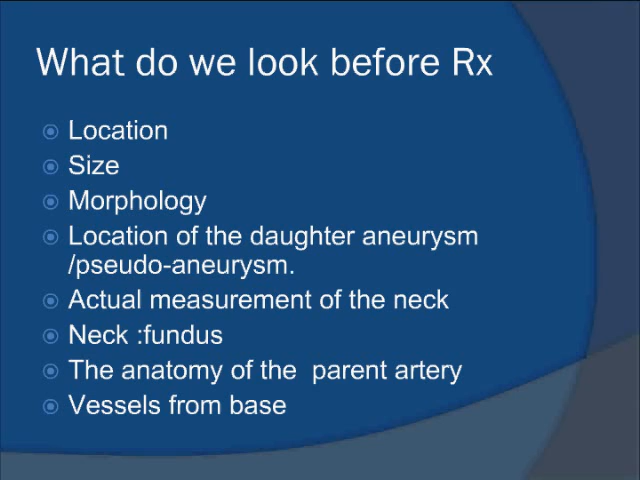 What do we look before Rx
Location
Size
Morphology
Location of the daughter aneurysm
/pseudo-aneurysm.
Actual measurement of the neck
Neck :fundus
The anatomy of the  parent artery
Vessels from base